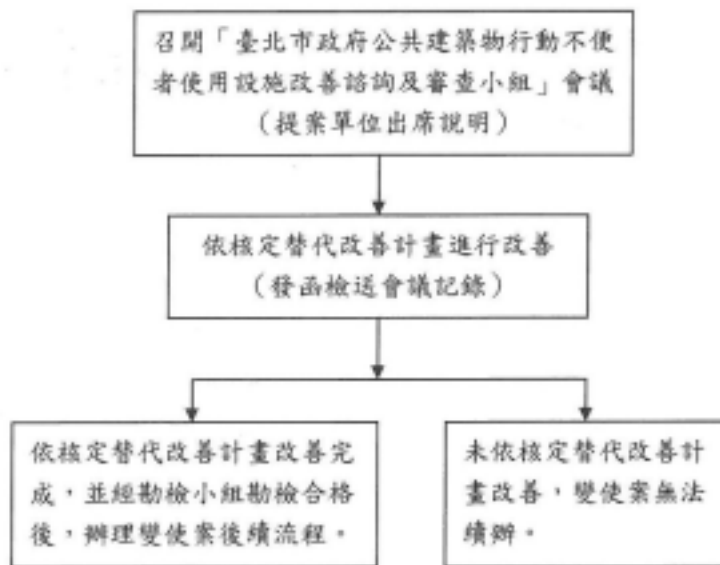 召開「臺北市政府公共建築物行動不便
者使用設施改善諮詢及審查小組」會議
（提案單位出席說明）
依核定替代改善計畫進行改善
（發函檢送會議記錄）
依核定替代改善計畫改善完
成，並經勘檢小組勘檢合格
後，辦理變使案後續流程。
未依核定替代改善計
畫改善，變使案無法
續辦。